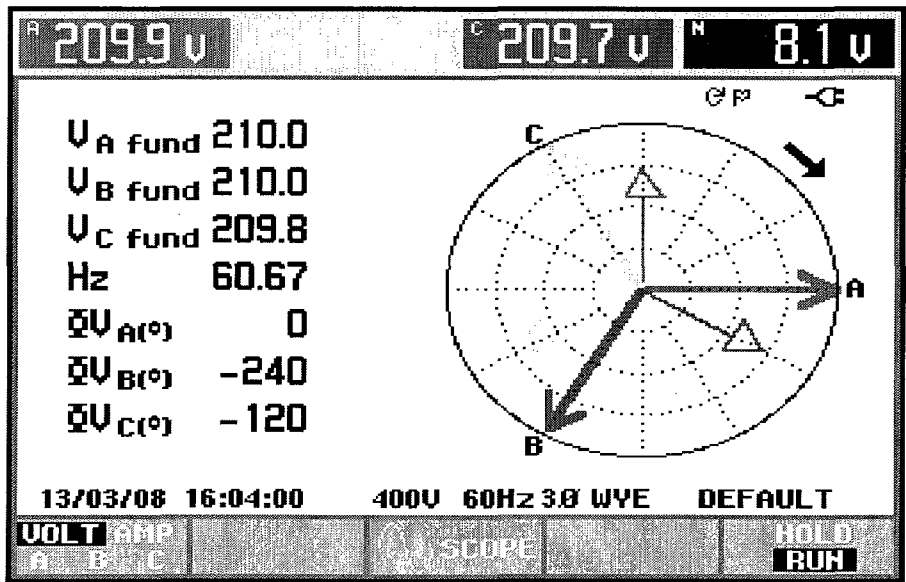 A 209.9 V C 209.7 V N 8.1 V
V A fund 210.0
V B fund 210.0
V C fund 209.8
Hz 60.67
ΦV A(°) 0
ΦV B(°) -240
ΦV C(°) -120
C
A
B
13/03/08 16:04:00 400V 60Hz 3Ø WYE DEFAULT
VOLT AMP SCOPE HOLD
A B C RUN